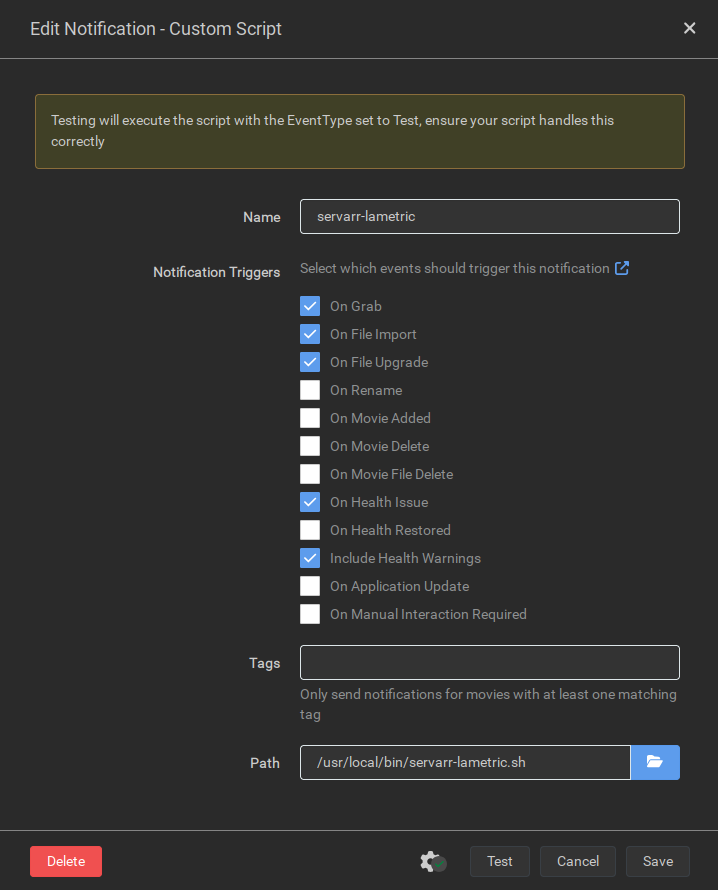 Edit Notification - Custom Script
Testing will execute the script with the EventType set to Test, ensure your script handles this
correctly
Name
servarr-lametric
Notification Triggers
Select which events should trigger this notification
On Grab
On File Import
On File Upgrade
On Rename
On Movie Added
On Movie Delete
On Movie File Delete
On Health Issue
On Health Restored
Include Health Warnings
On Application Update
On Manual Interaction Required
Tags
Only send notifications for movies with at least one matching
tag
Path
/usr/local/bin/servarr-lametric.sh
Delete
Test
Cancel
Save